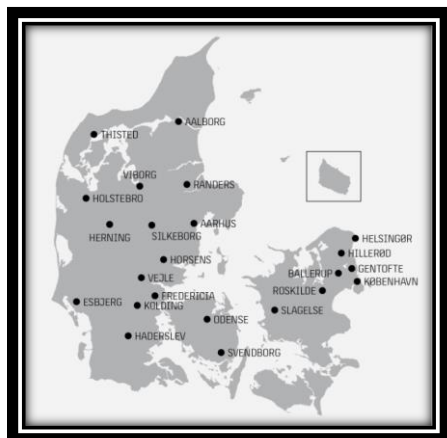 AALBORG
THISTED
VIBORG
RANDERS
HOLSTEBRO
AARHUS
HERNING
SILKEBORG
HELSINGØR
HILLERØD
HORSENS
GENTOFTE
BALLERUP
VEJLE
KØBENHAVN
ROSKILDE
FREDERICIA
ESBJERG
KOLDING
SLAGELSE
ODENSE
HADERSLEV
SVENDBORG